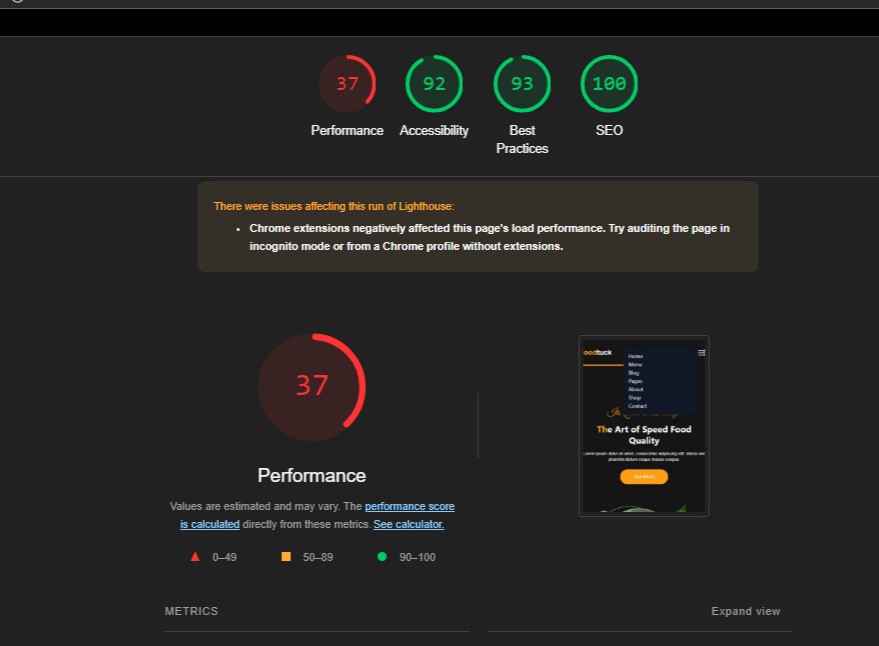 37
92
93
100
Performance
Accessibility
Best
Practices
SEO
There were issues affecting this run of Lighthouse:
• Chrome extensions negatively affected this page's load performance. Try auditing the page in
incognito mode or from a Chrome profile without extensions.
37
Performance
Values are estimated and may vary. The performance score
is calculated directly from these metrics. See calculator.
0–49
50–89
90–100
oodtuck
Home
Menu
Blog
Pages
About
Shop
Contact
The Art of Speed Food
Quality
METRICS
Expand view